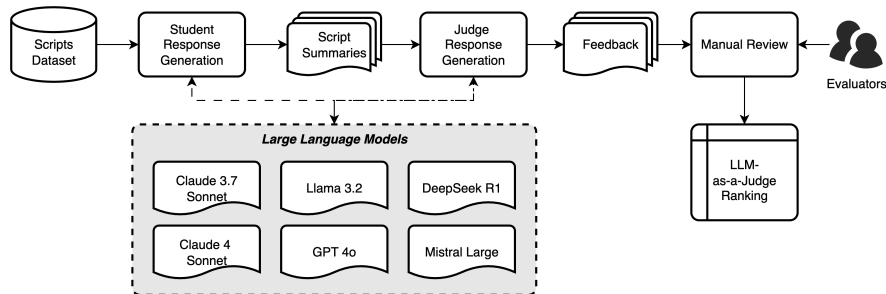 Scripts
Dataset
Student
Response
Generation
Script
Summaries
Judge
Response
Generation
Feedback
Manual Review
Evaluators
Large Language Models
Claude 3.7
Sonnet
Llama 3.2
DeepSeek R1
Claude 4
Sonnet
GPT 4o
Mistral Large
LLM-
as-a-Judge
Ranking